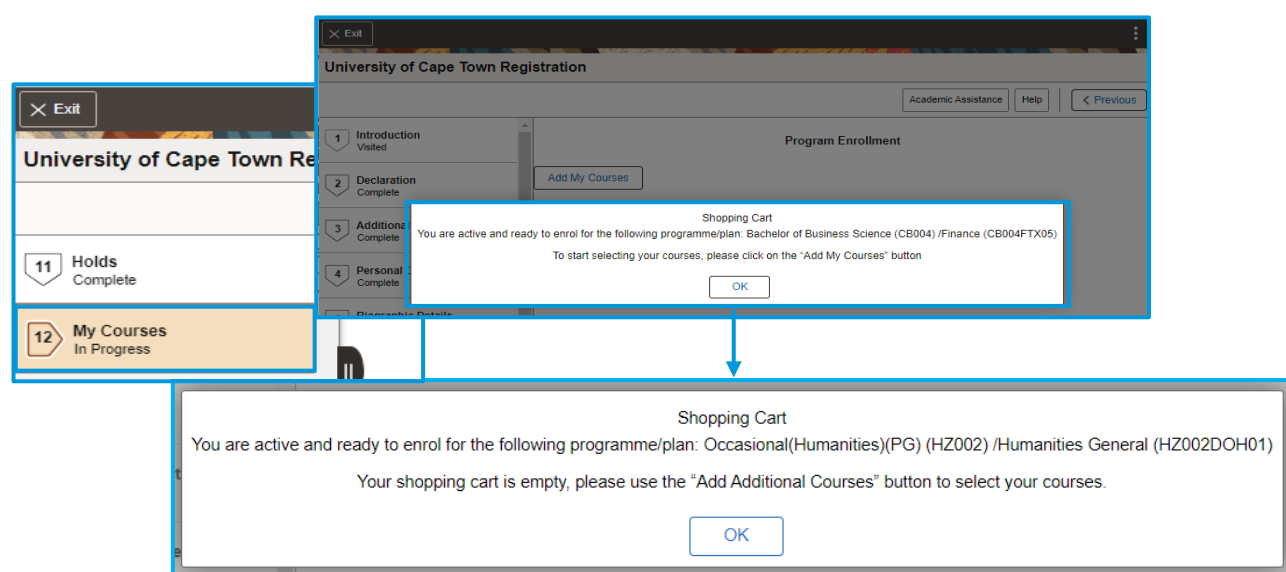 Exit
University of Cape Town Re
11 Holds
Complete
12 My Courses
In Progress
Exit
University of Cape Town Registration
Academic Assistance Help Previous
1 Introduction
Visited
2 Declaration
Complete
3 Additiona
Complete
4 Personal
Complete
Biographic Details
Program Enrollment
Add My Courses
Shopping Cart
You are active and ready to enrol for the following programme/plan: Bachelor of Business Science (CB004) /Finance (CB004FTX05)
To start selecting your courses, please click on the “Add My Courses” button
OK
Shopping Cart
You are active and ready to enrol for the following programme/plan: Occasional(Humanities)(PG) (HZ002) /Humanities General (HZ002DOH01)
Your shopping cart is empty, please use the “Add Additional Courses” button to select your courses.
OK